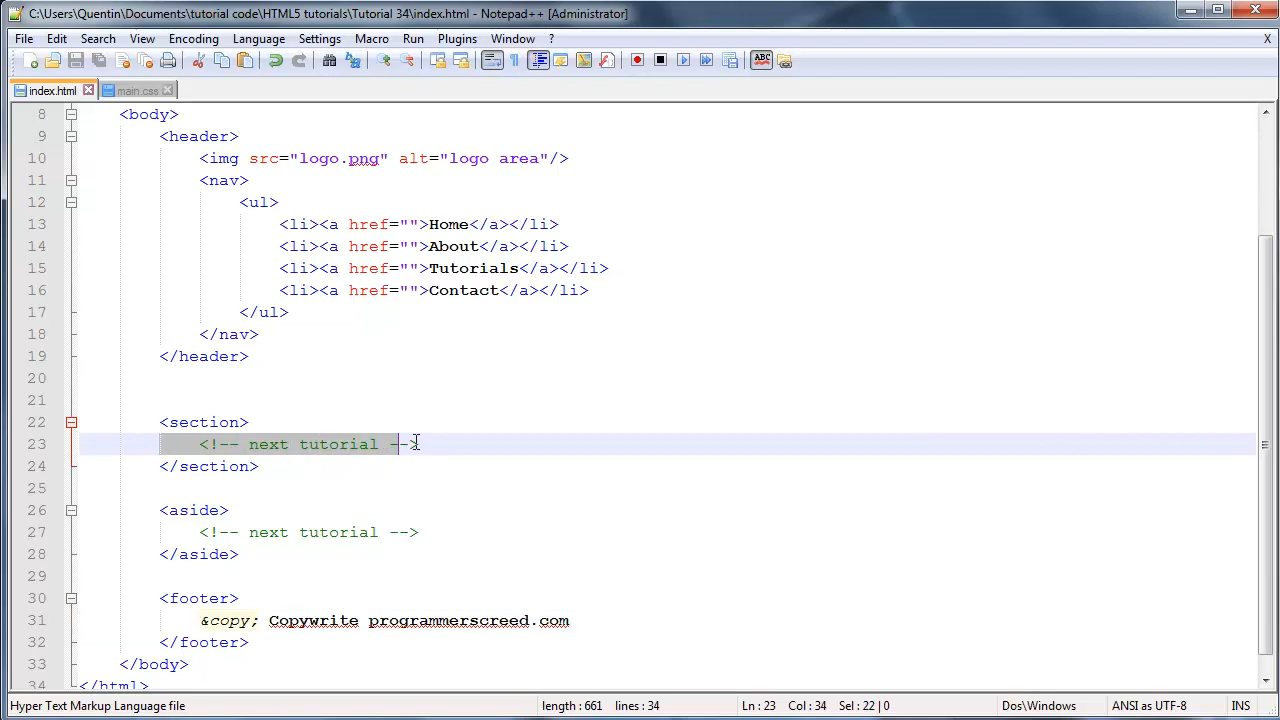 C:\Users\Quentin\Documents\tutorial code\HTML5 tutorials\Tutorial 34\index.html - Notepad++ [Administrator]
File Edit Search View Encoding Language Settings Macro Run Plugins Window ? X
ABC
index.html main.css
8 <body>
9 <header>
10 <img src="logo.png" alt="logo area"/>
11 <nav>
12 <ul>
13 <li><a href="">Home</a></li>
14 <li><a href="">About</a></li>
15 <li><a href="">Tutorials</a></li>
16 <li><a href="">Contact</a></li>
17 </ul>
18 </nav>
19 </header>
20
21
22 <section>
23 <!-- next tutorial -->
24 </section>
25
26 <aside>
27 <!-- next tutorial -->
28 </aside>
29
30 <footer>
31 &copy; Copywrite programmerscreed.com
32 </footer>
33 </body>
34 </html>
Hyper Text Markup Language file length : 661 lines : 34 Ln : 23 Col : 34 Sel : 22 | 0 Dos\Windows ANSI as UTF-8 INS